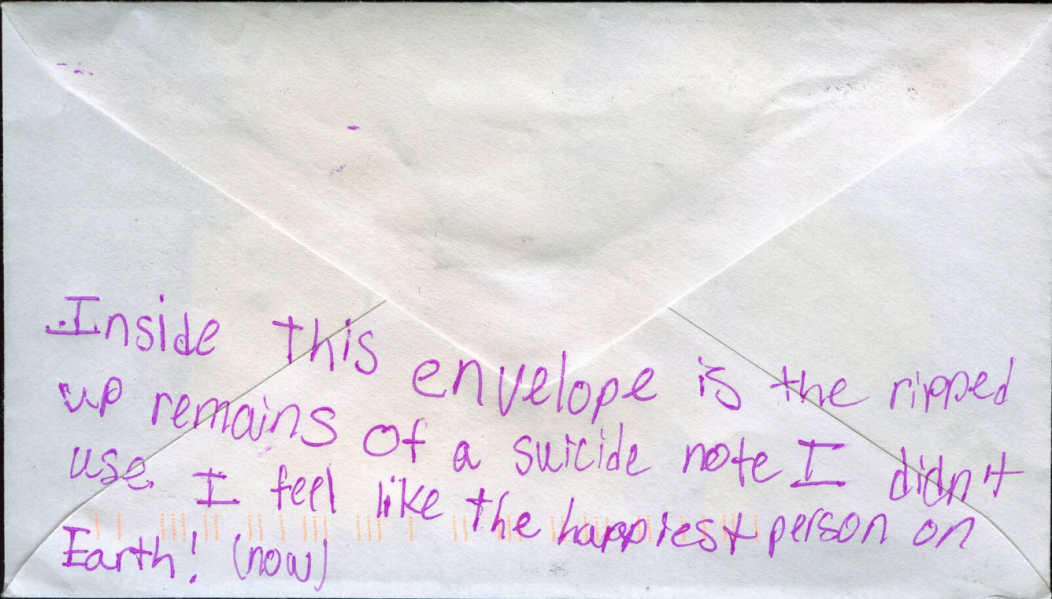 Inside this envelope is the ripped
up remains of a suicide note I didn't
use. I feel like the happiest person on
Earth! (now)